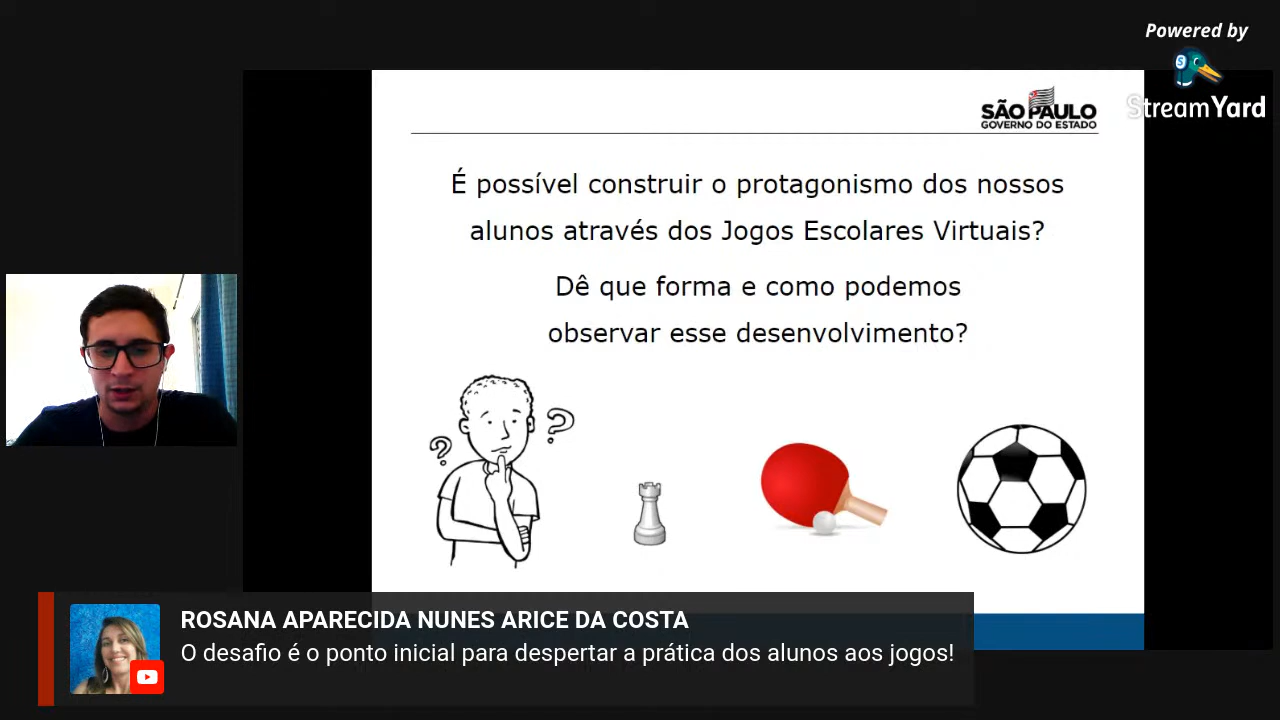 Powered by
StreamYard
SÃO PAULO
GOVERNO DO ESTADO
É possível construir o protagonismo dos nossos
alunos através dos Jogos Escolares Virtuais?
Dê que forma e como podemos
observar esse desenvolvimento?
?
?
ROSANA APARECIDA NUNES ARICE DA COSTA
O desafio é o ponto inicial para despertar a prática dos alunos aos jogos!